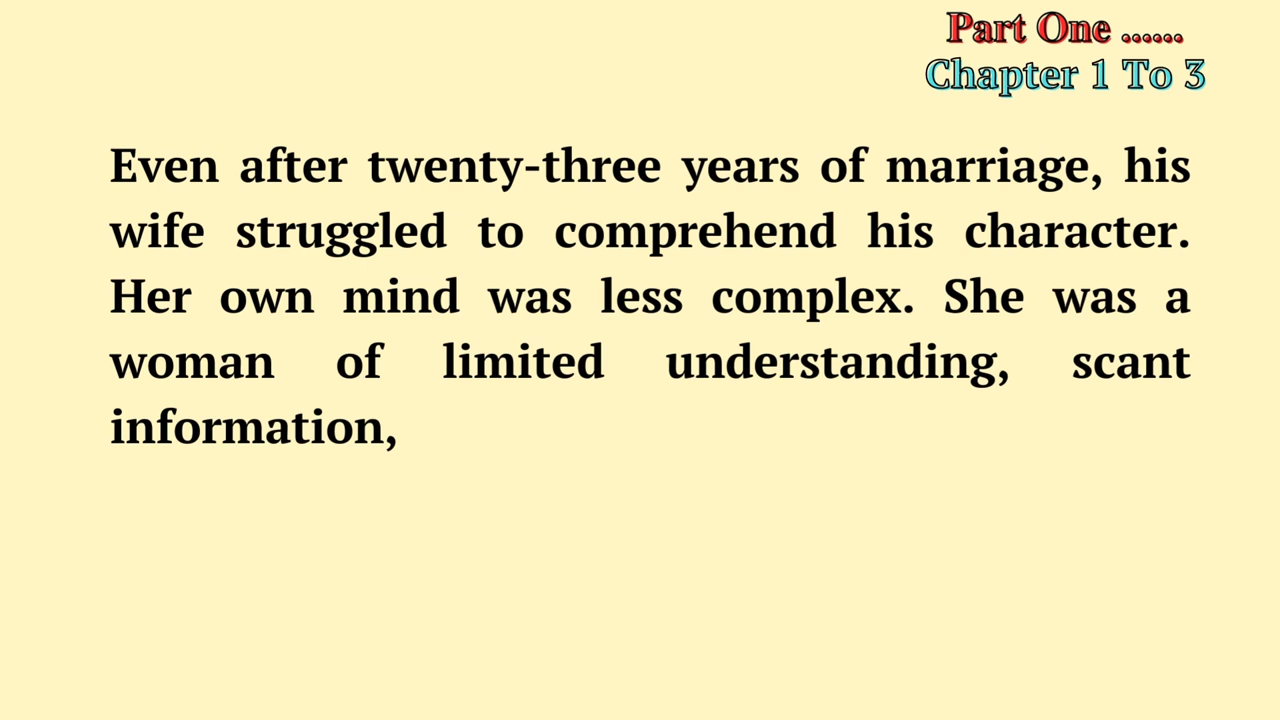 Part One ......
Chapter 1 To 3
Even after twenty-three years of marriage, his
wife struggled to comprehend his character.
Her own mind was less complex. She was a
woman of limited understanding, scant
information,